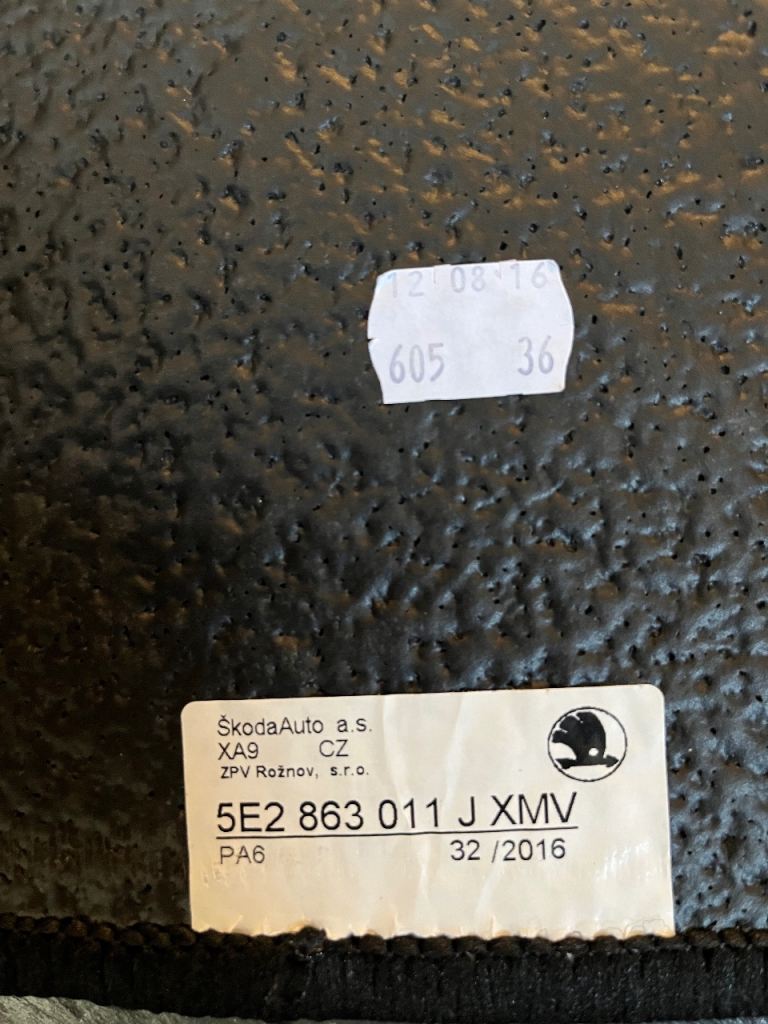 12 08 16
605 36
ŠkodaAuto a.s.
XA9 CZ
ZPV Rožnov, s.r.o.
5E2 863 011 J XMV
PA6 32 /2016